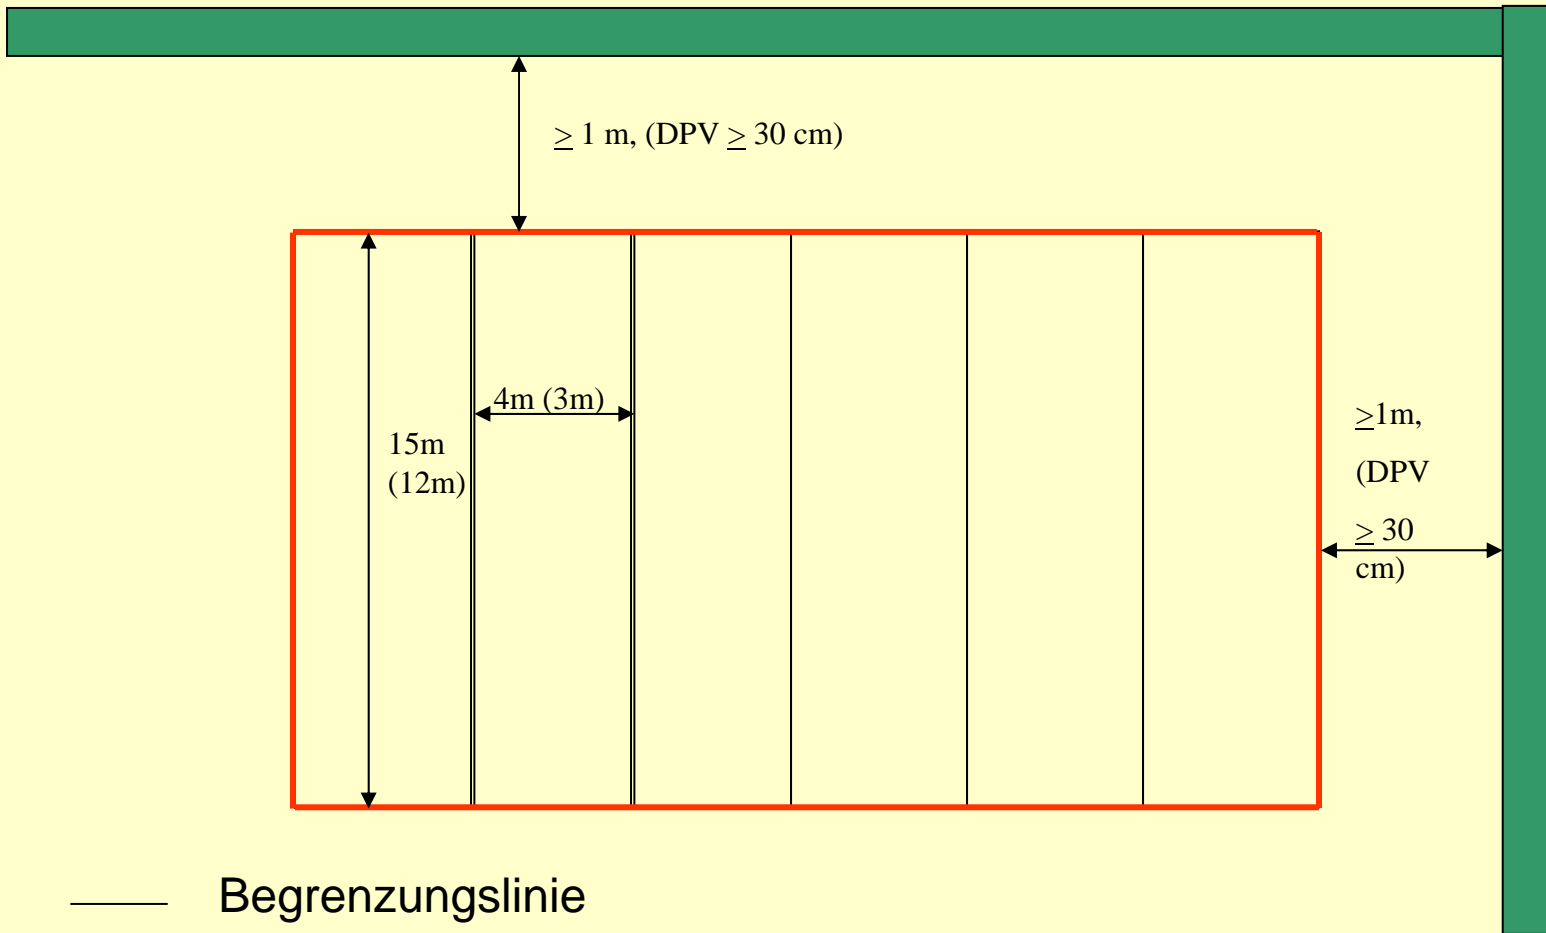 ≥ 1 m, (DPV ≥ 30 cm)
4m (3m)
15m
(12m)
≥1m,
(DPV
≥ 30
cm)
Begrenzungslinie